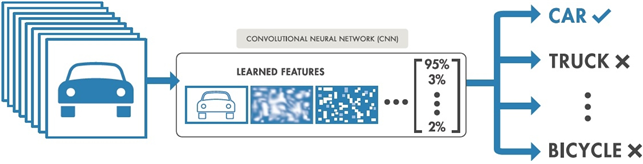 CONVOLUTIONAL NEURAL NETWORK (CNN)
LEARNED FEATURES
95%
3%
2%
CAR
TRUCK
BICYCLE